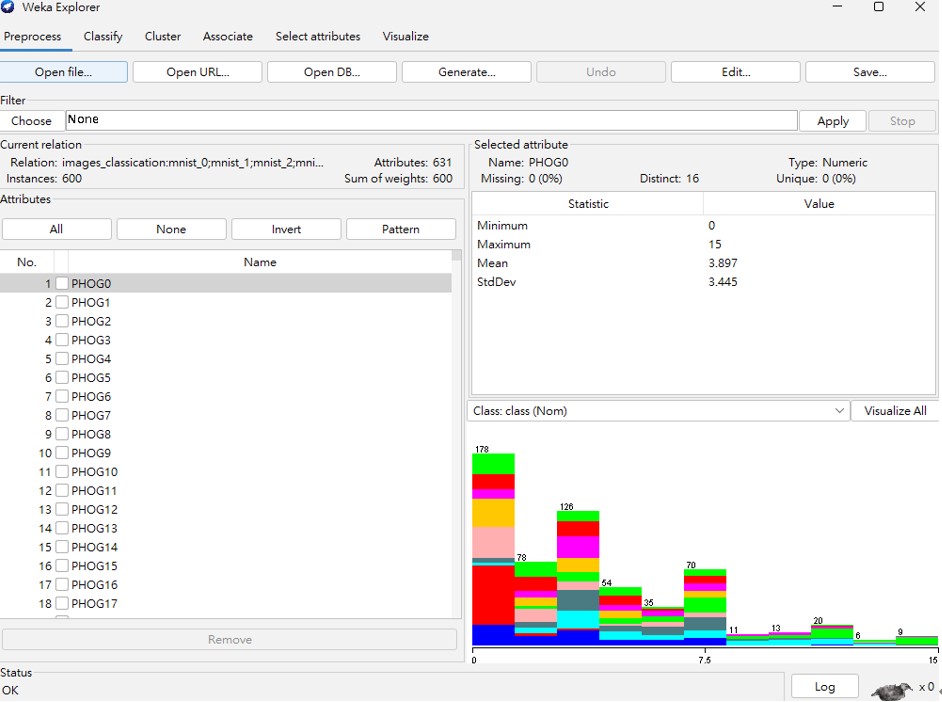 Weka Explorer
Preprocess Classify Cluster Associate Select attributes Visualize
Open file... Open URL... Open DB... Generate... Undo Edit... Save...
Filter
Choose None Apply Stop
Current relation
Relation: images_classication:mnist_0;mnist_1;mnist_2;mni... Attributes: 631
Instances: 600 Sum of weights: 600
Attributes
All None Invert Pattern
No. Name
1 PHOG0
2 PHOG1
3 PHOG2
4 PHOG3
5 PHOG4
6 PHOG5
7 PHOG6
8 PHOG7
9 PHOG8
10 PHOG9
11 PHOG10
12 PHOG11
13 PHOG12
14 PHOG13
15 PHOG14
16 PHOG15
17 PHOG16
18 PHOG17
Remove
Selected attribute
Name: PHOG0 Type: Numeric
Missing: 0 (0%) Distinct: 16 Unique: 0 (0%)
Statistic Value
Minimum 0
Maximum 15
Mean 3.897
StdDev 3.445
Class: class (Nom) Visualize All
178
78
126
54
35
70
11
13
20
6
9
0 7.5 15
Status
OK
Log x 0